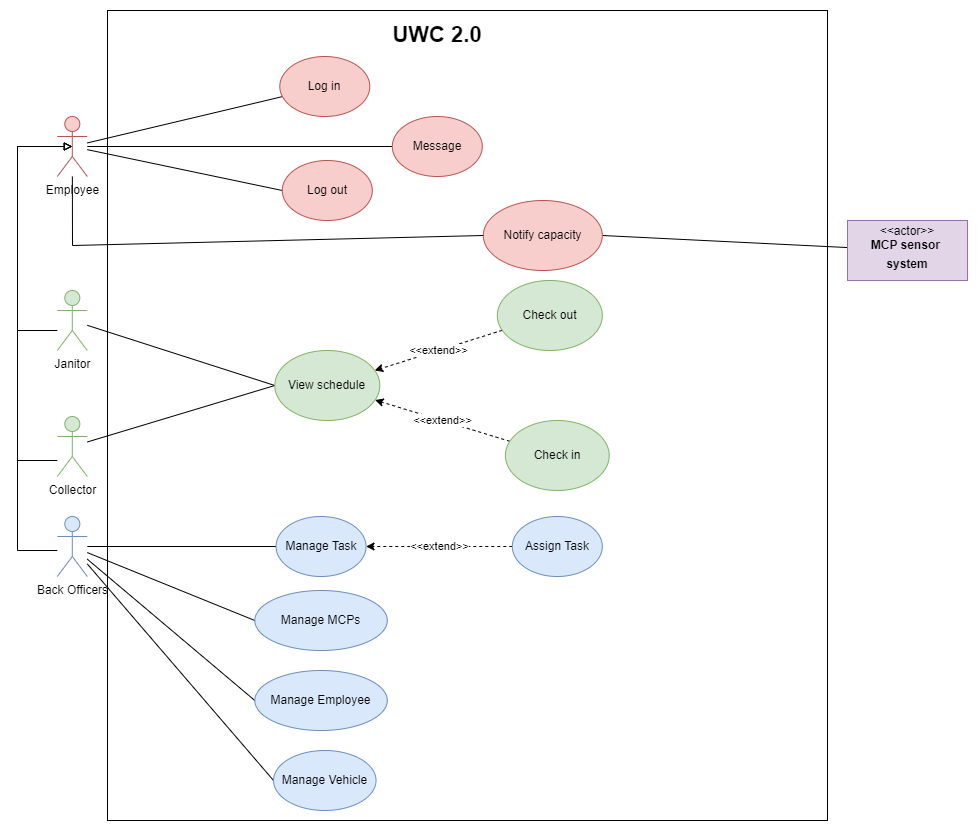 UWC 2.0
Log in
Message
Employee
Log out
Notify capacity
<<actor>>
MCP sensor
system
Check out
<<extend>>
Janitor
View schedule
<<extend>>
Check in
Collector
Manage Task
<<extend>>
Assign Task
Back Officers
Manage MCPs
Manage Employee
Manage Vehicle